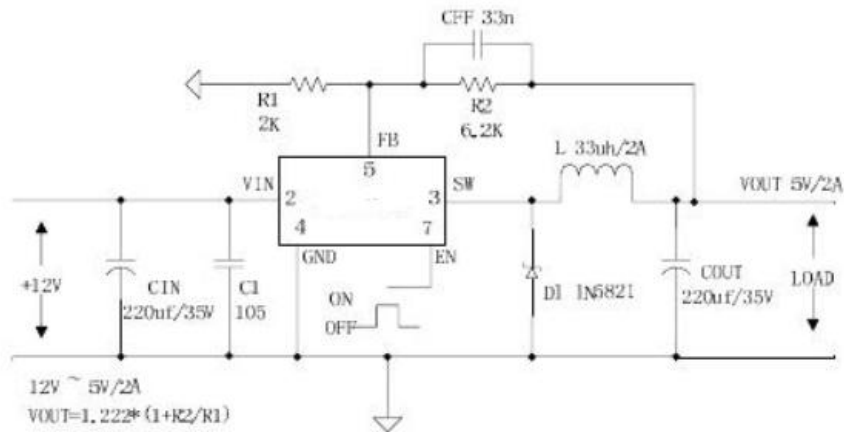 CFF 33n
R1
2K
R2
6.2K
FB
5
L 33uh/2A
VIN
2
3
SW
VOUT 5V/2A
4
7
GND
EN
+12V
CIN
220uf/35V
C1
105
ON
OFF
D1 1N5821
COUT
220uf/35V
LOAD
12V ~ 5V/2A
VOUT=1.222*(1+R2/R1)